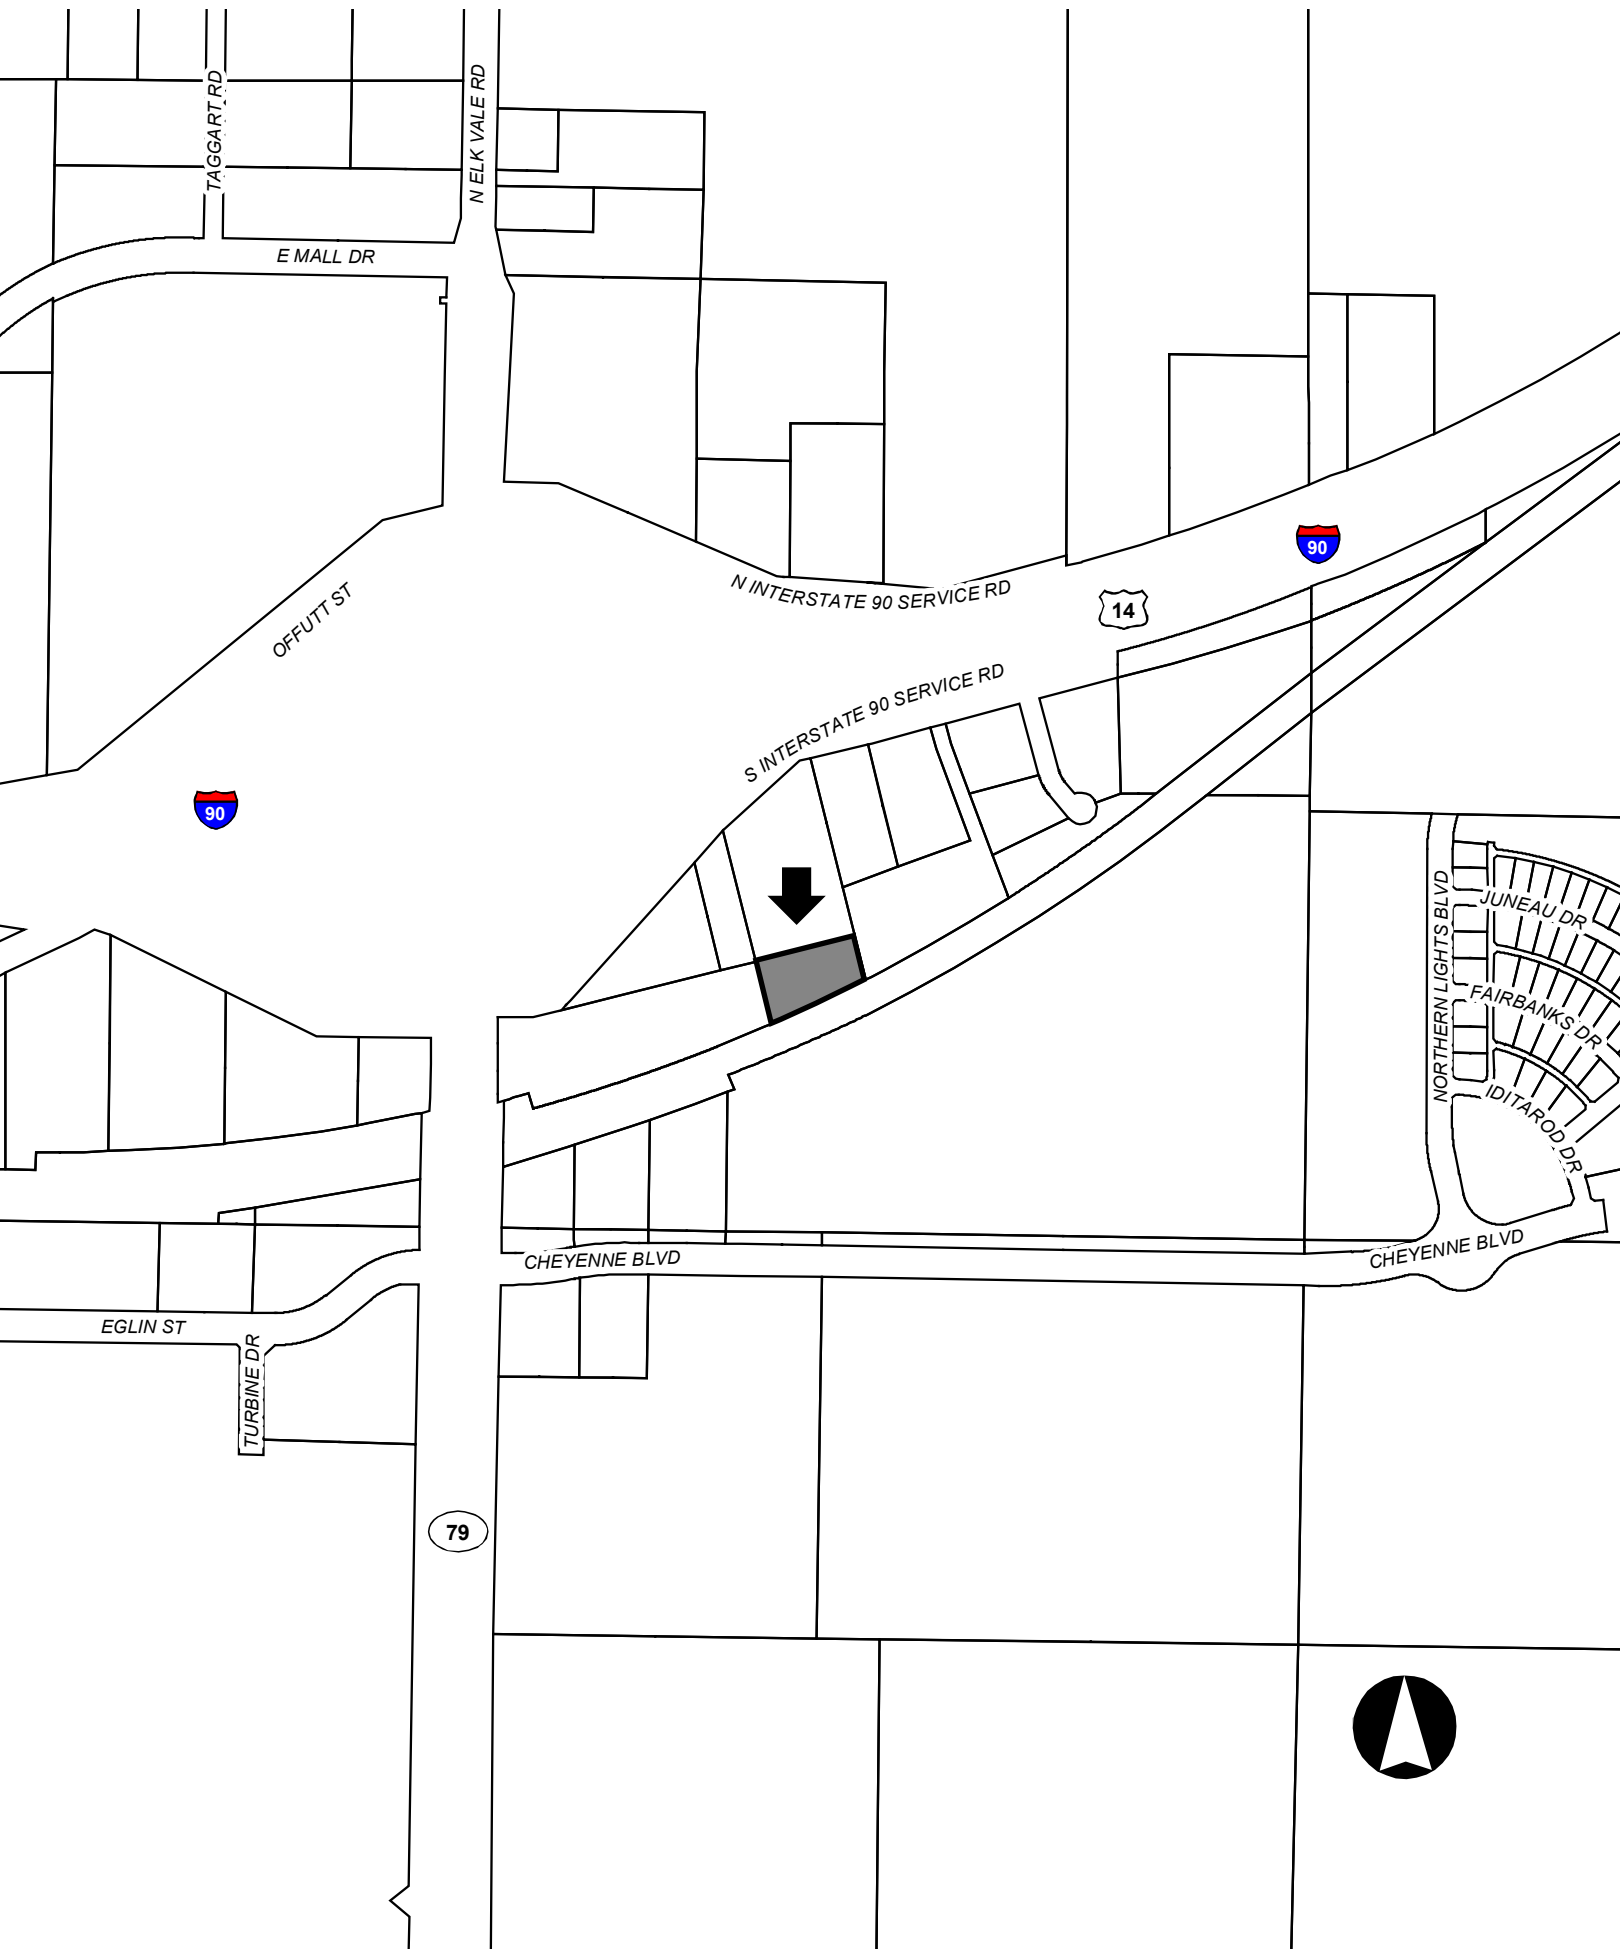 TAGGART RD
N ELK VALE RD
E MALL DR
OFFUTT ST
N INTERSTATE 90 SERVICE RD
90
14
S INTERSTATE 90 SERVICE RD
90
NORTHERN LIGHTS BLVD
JUNEAU DR
FAIRBANKS DR
IDITAROD DR
CHEYENNE BLVD
CHEYENNE BLVD
EGLIN ST
TURBINE DR
79